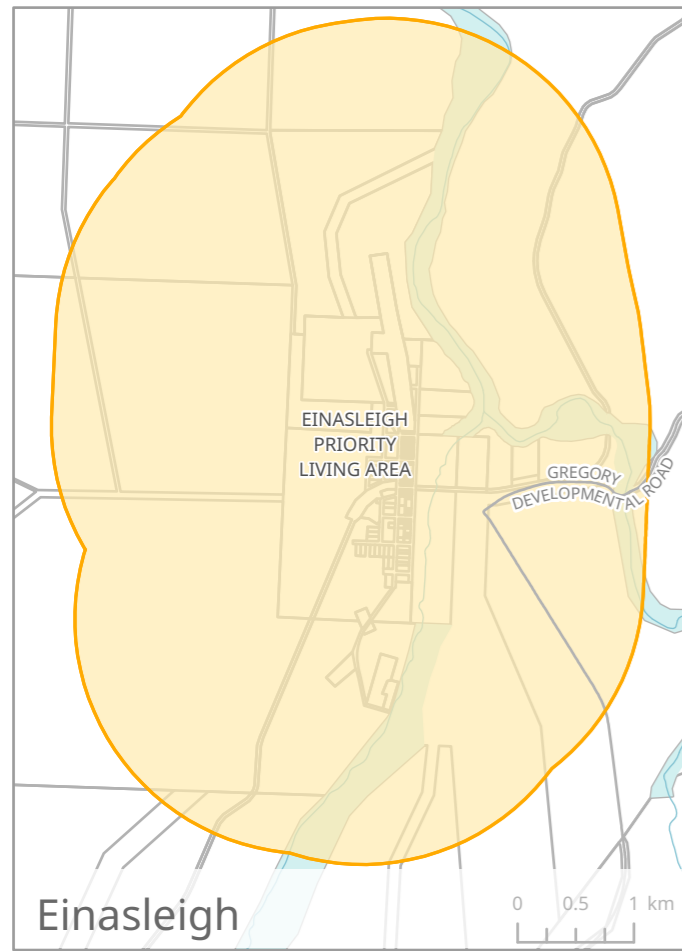 EINASLEIGH
PRIORITY
LIVING AREA
GREGORY
DEVELOPMENTAL ROAD
Einasleigh
0 0.5 1 km